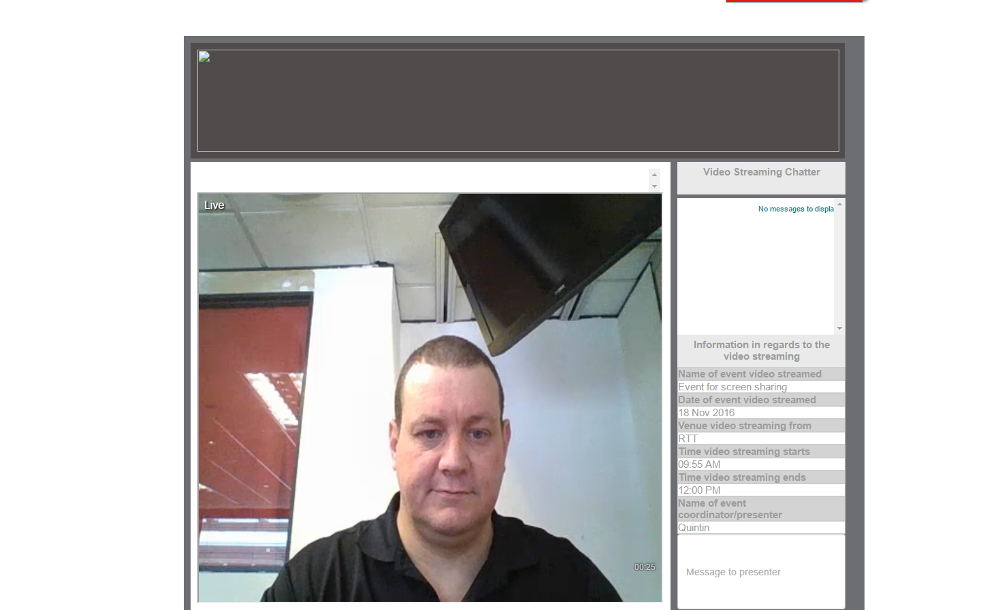 Video Streaming Chatter
Live
No messages to displa
Information in regards to the
video streaming
Name of event video streamed
Event for screen sharing
Date of event video streamed
18 Nov 2016
Venue video streaming from
RTT
Time video streaming starts
09:55 AM
Time video streaming ends
12:00 PM
Name of event
coordinator/presenter
Quintin
00:25
Message to presenter